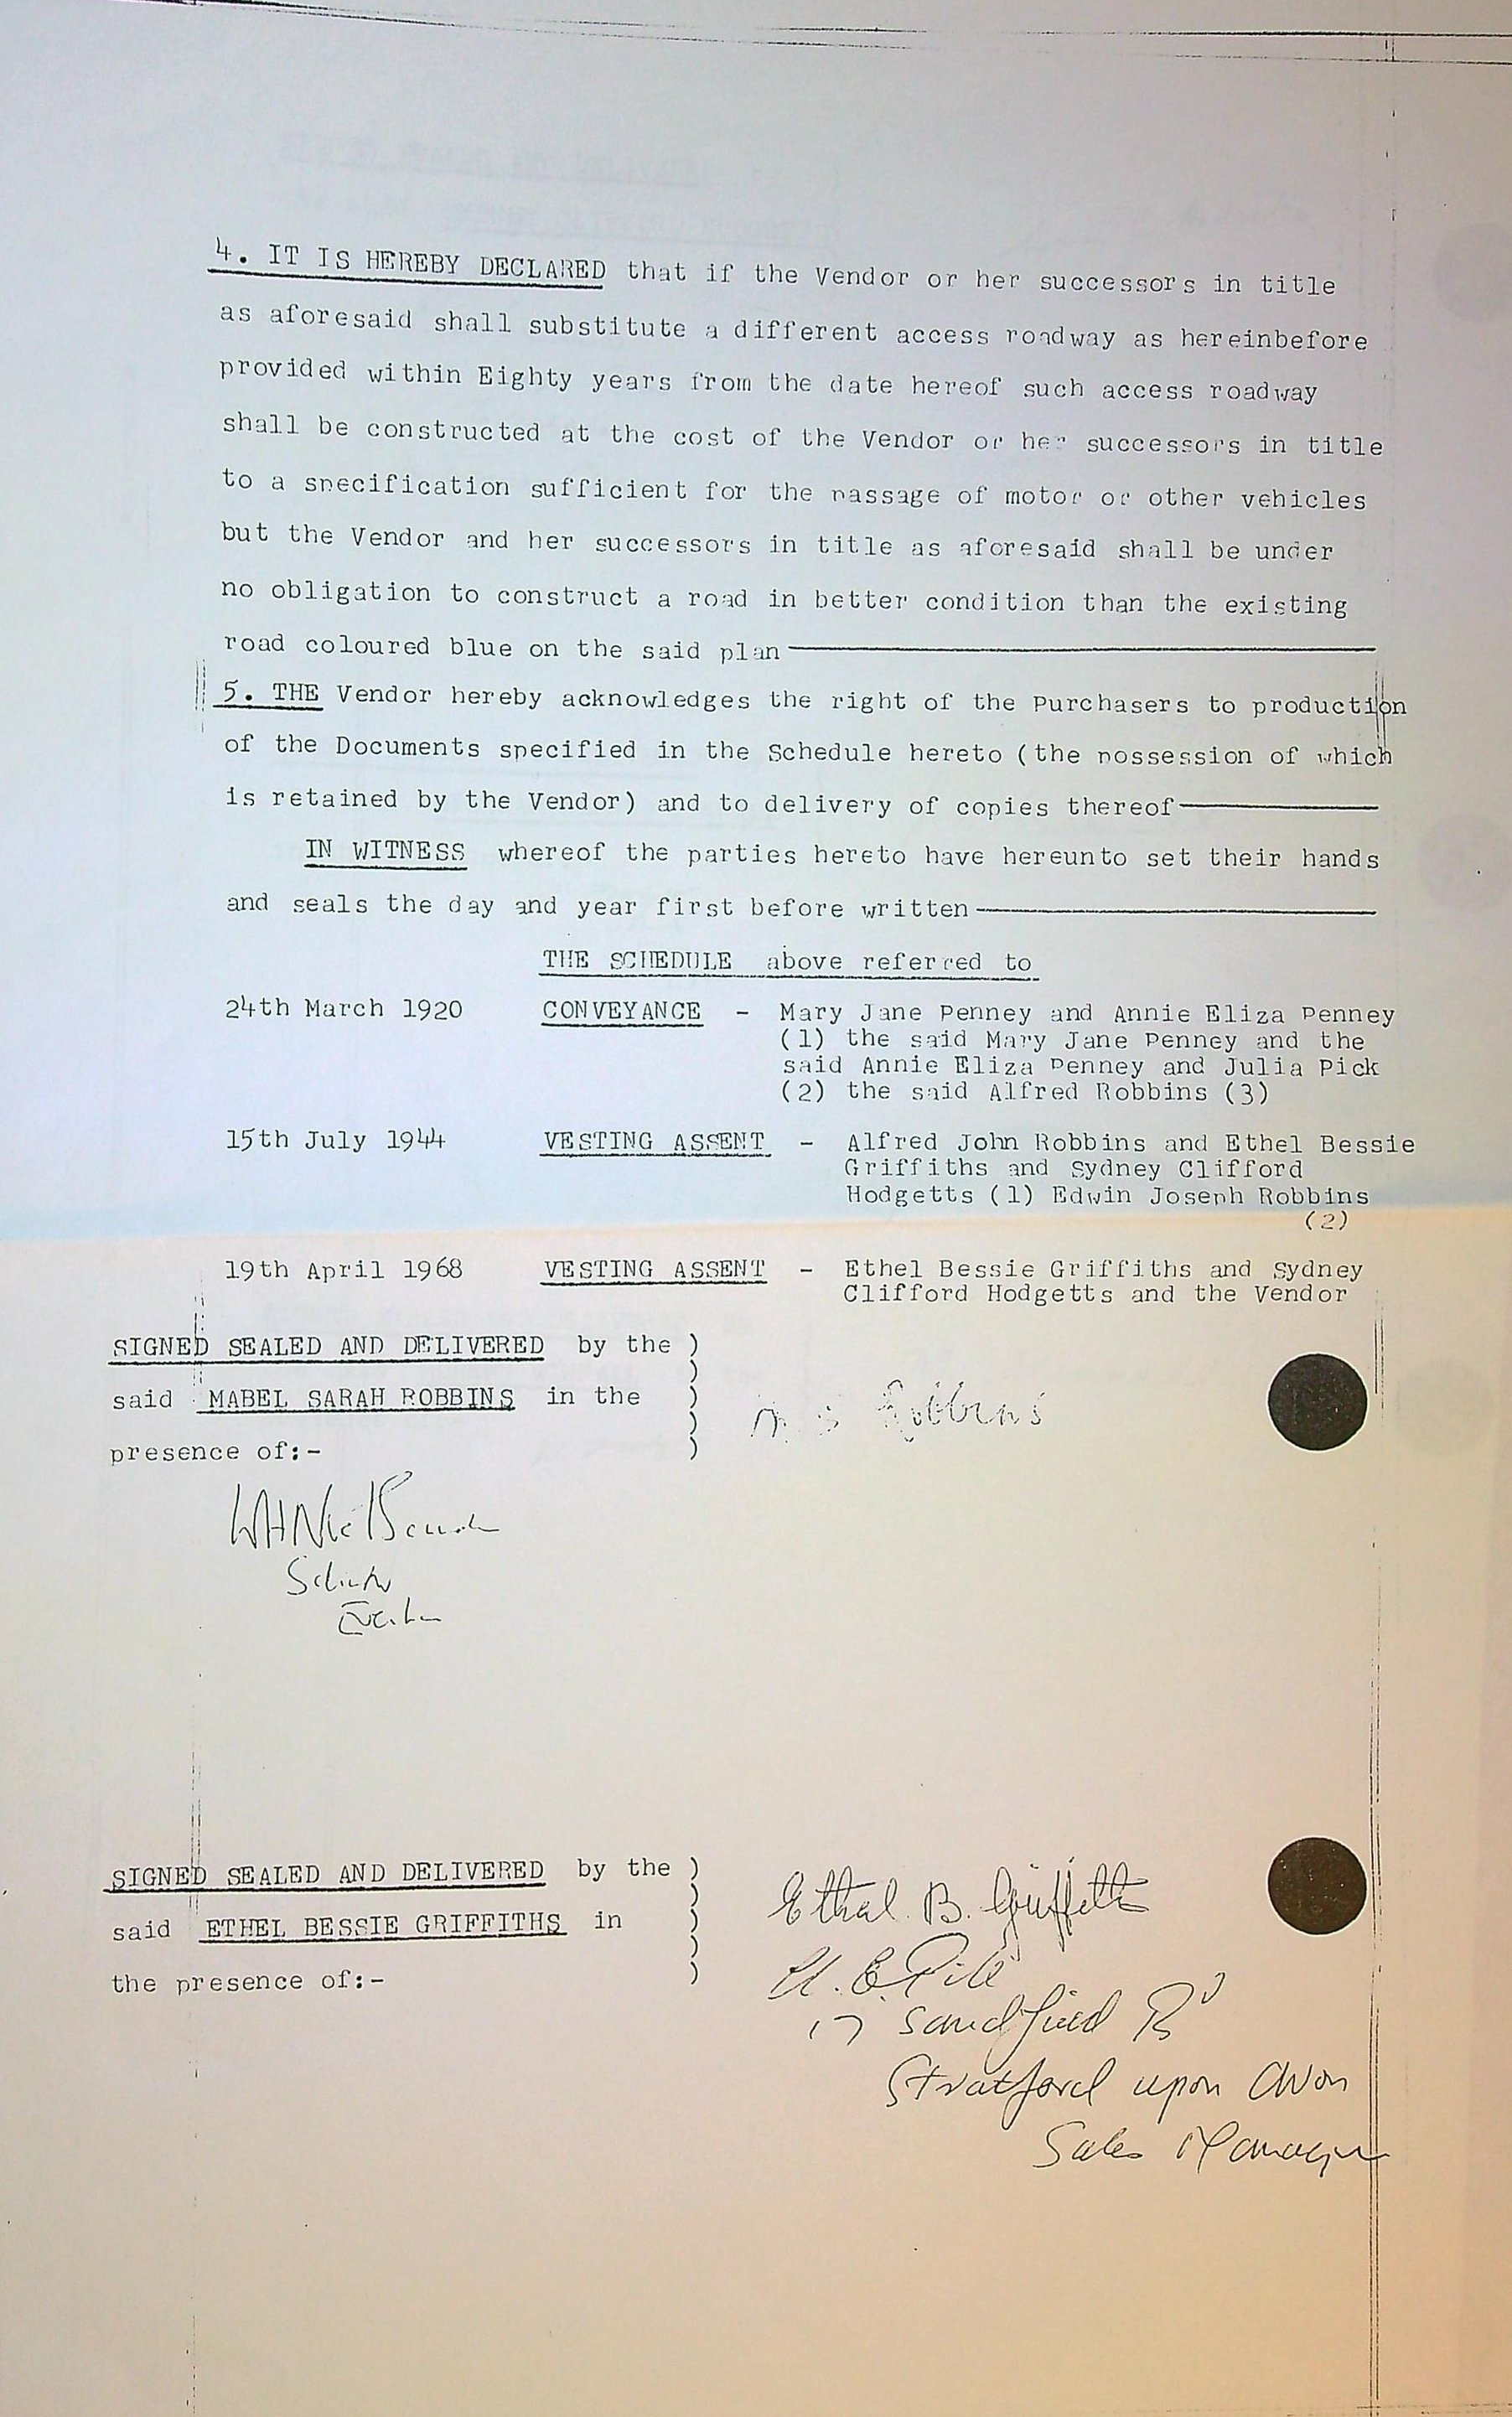 4. IT IS HEREBY DECLARED that if the Vendor or her successors in title
as aforesaid shall substitute a different access roadway as hereinbefore
provided within Eighty years from the date hereof such access roadway
shall be constructed at the cost of the Vendor or her successors in title
to a specification sufficient for the passage of motor or other vehicles
but the Vendor and her successors in title as aforesaid shall be under
no obligation to construct a road in better condition than the existing
road coloured blue on the said plan
5. THE Vendor hereby acknowledges the right of the Purchasers to production
of the Documents specified in the Schedule hereto (the possession of which
is retained by the Vendor) and to delivery of copies thereof
IN WITNESS whereof the parties hereto have hereunto set their hands
and seals the day and year first before written
THE SCHEDULE above referred to
24th March 1920 CONVEYANCE - Mary Jane Penney and Annie Eliza Penney
(1) the said Mary Jane Penney and the
said Annie Eliza Penney and Julia Pick
(2) the said Alfred Robbins (3)
15th July 1944 VESTING ASSENT - Alfred John Robbins and Ethel Bessie
Griffiths and Sydney Clifford
Hodgetts (1) Edwin Joseph Robbins
(2)
19th April 1968 VESTING ASSENT - Ethel Bessie Griffiths and Sydney
Clifford Hodgetts and the Vendor
SIGNED SEALED AND DELIVERED by the )
said MABEL SARAH ROBBINS in the ) M S Robbins
presence of:- )
SIGNED SEALED AND DELIVERED by the )
said ETHEL BESSIE GRIFFITHS in ) Ethel B. Griffiths
the presence of:- )
17 Sandfield Rd
Stratford upon Avon
Sales Manager